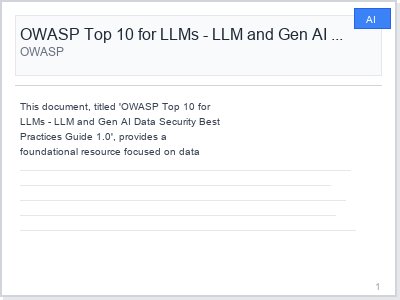 AI
OWASP Top 10 for LLMs - LLM and Gen AI ...
OWASP
This document, titled 'OWASP Top 10 for
LLMs - LLM and Gen AI Data Security Best
Practices Guide 1.0', provides a
foundational resource focused on data
1